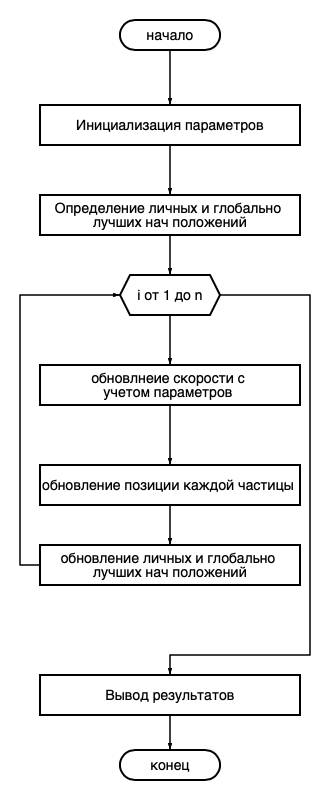 начало
Инициализация параметров
Определение личных и глобально
лучших нач положений
i от 1 до n
обновлнеие скорости с
учетом параметров
обновление позиции каждой частицы
обновление личных и глобально
лучших нач положений
Вывод результатов
конец